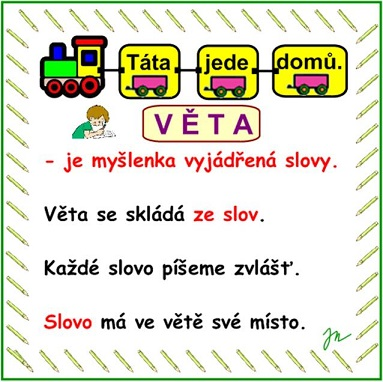 Táta jede domů.
VĚTA
- je myšlenka vyjádřená slovy.
Věta se skládá ze slov.
Každé slovo píšeme zvlášť.
Slovo má ve větě své místo.